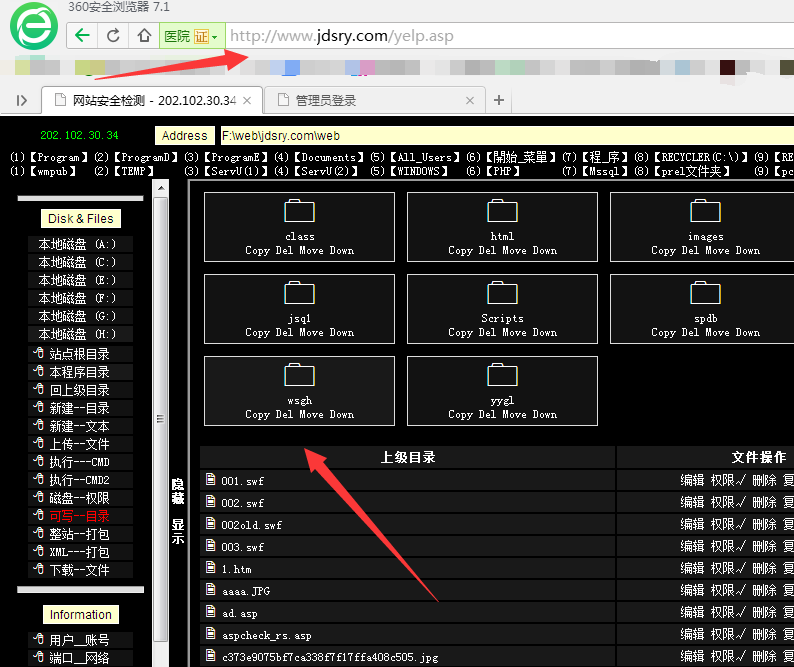 360安全浏览器 7.1
医院 证 http://www.jdsry.com/yelp.asp
网站安全检测 - 202.102.30.34 管理员登录
202.102.30.34 Address F:\web\jdsry.com\web
(1)【Program】(2)【ProgramD】(3)【ProgramE】(4)【Documents】(5)【All_Users】(6)【開始_菜單】(7)【程_序】(8)【RECYCLER(C:\)】(9)【RE
(1)【wmpub】 (2)【TEMP】 (3)【ServU(1)】(4)【ServU(2)】 (5)【WINDOWS】 (6)【PHP】 (7)【Mssql】(8)【prel文件夹】 (9)【pc
Disk & Files
本地磁盘 (A:)
本地磁盘 (C:)
本地磁盘 (E:)
本地磁盘 (F:)
本地磁盘 (G:)
本地磁盘 (H:)
站点根目录
本程序目录
回上级目录
新建--目录
新建--文本
上传--文件
执行---CMD
执行--CMD2
磁盘--权限
可写--目录
整站--打包
XML---打包
下载--文件
Information
用户__账号
端口__网络
隐藏 显示
class html images
Copy Del Move Down Copy Del Move Down Copy Del Move Down
jsql Scripts spdb
Copy Del Move Down Copy Del Move Down Copy Del Move Down
wsgh yygl
Copy Del Move Down Copy Del Move Down
上级目录 文件操作
001.swf 编辑 权限√ 删除 复
002.swf 编辑 权限√ 删除 复
002old.swf 编辑 权限√ 删除 复
003.swf 编辑 权限√ 删除 复
1.htm 编辑 权限√ 删除 复
aaaa.JPG 编辑 权限√ 删除 复
ad.asp 编辑 权限√ 删除 复
aspcheck_rs.asp 编辑 权限√ 删除 复
c373e9075bf7ca338f7f17ffa408c505.jpg 编辑 权限√ 删除 复